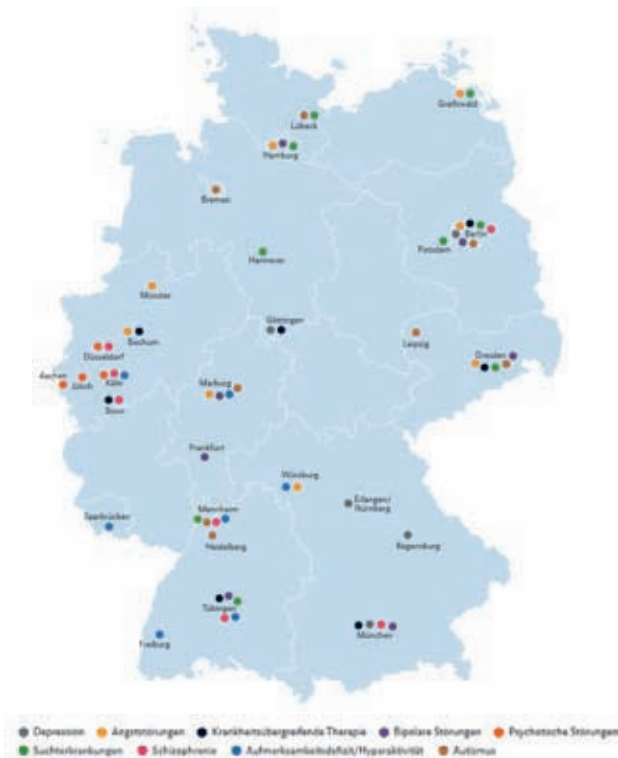 Greifswald
Lübeck
Hamburg
Bremen
Berlin
Potsdam
Hannover
Münster
Göttingen
Bochum
Leipzig
Düsseldorf
Dresden
Aachen
Jülich
Köln
Marburg
Bonn
Frankfurt
Würzburg
Erlangen/
Nürnberg
Mannheim
Saarbrücken
Heidelberg
Regensburg
Tübingen
München
Freiburg
Depression Angststörungen Krankheitsübergreifende Therapie Bipolare Störungen Psychotische Störungen
Suchterkrankungen Schizophrenie Aufmerksamkeitsdefizit/Hyperaktivität Autismus